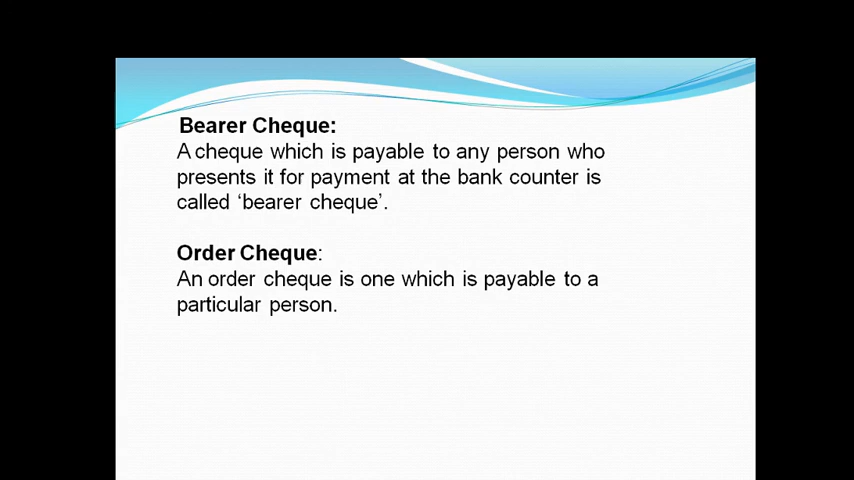 Bearer Cheque:
A cheque which is payable to any person who
presents it for payment at the bank counter is
called ‘bearer cheque’.
Order Cheque:
An order cheque is one which is payable to a
particular person.